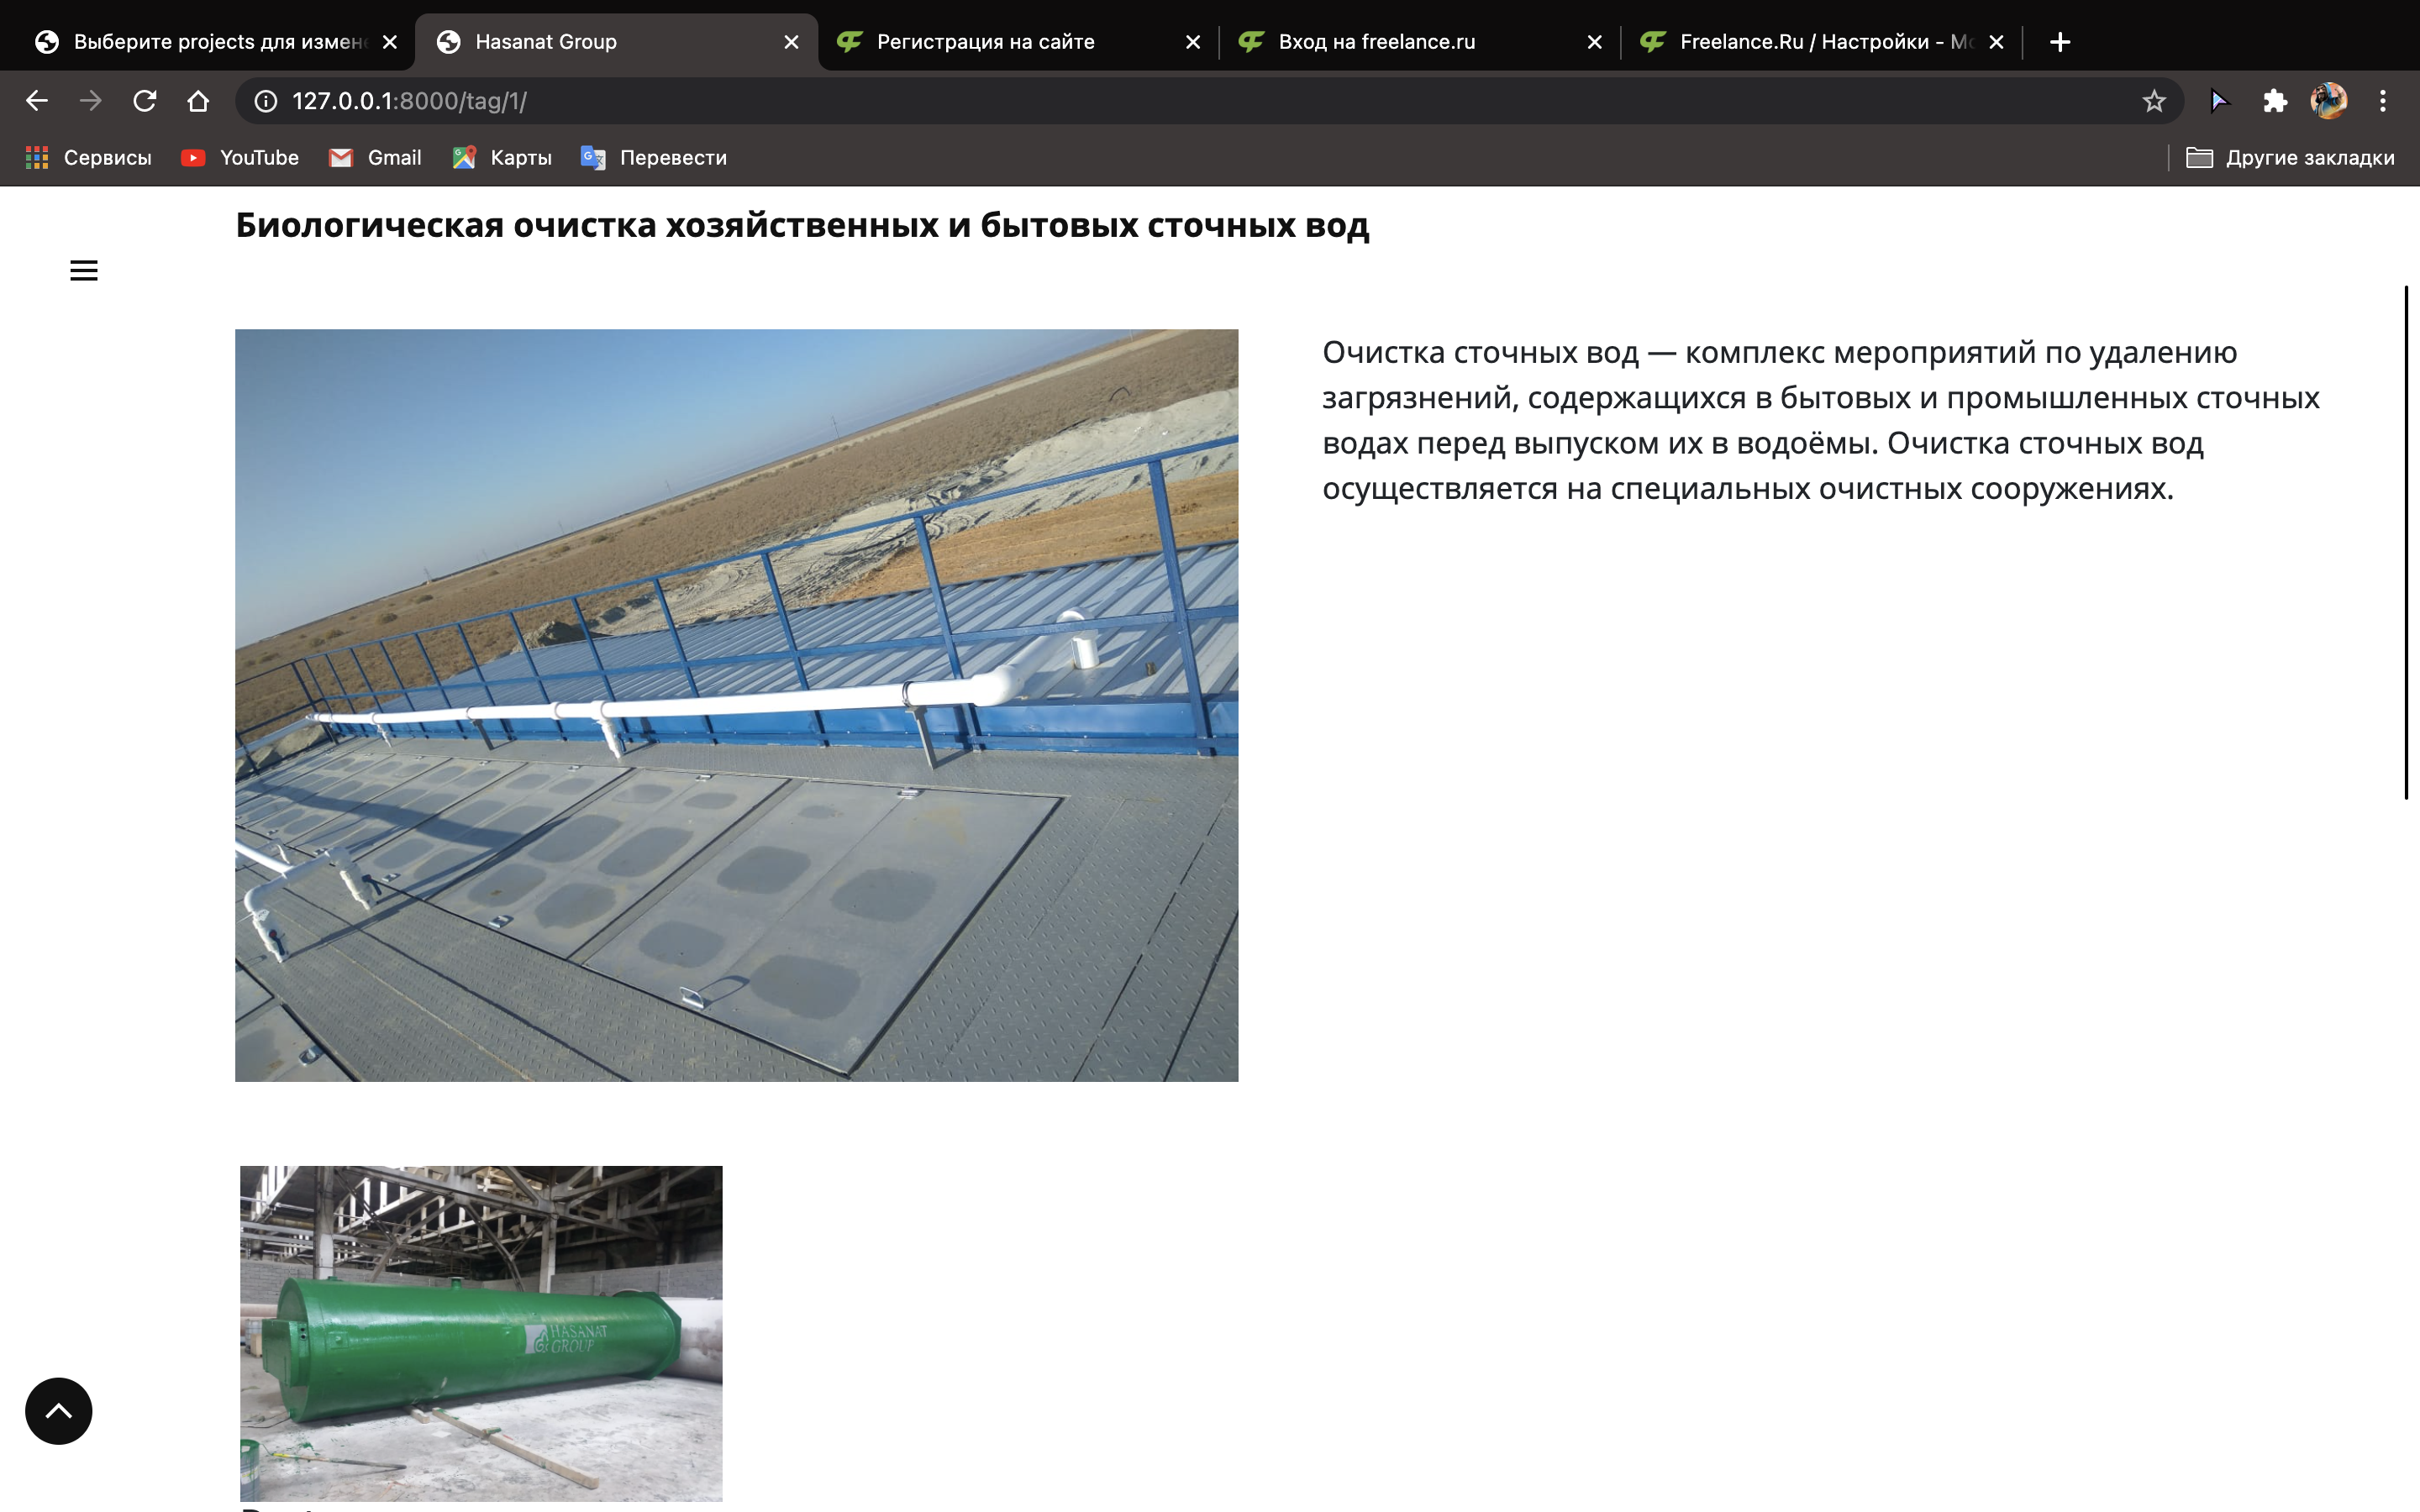 Выберите projects для измен
Hasanat Group
Регистрация на сайте
Вход на freelance.ru
Freelance.Ru / Настройки - Мо
127.0.0.1:8000/tag/1/
Сервисы
YouTube
Gmail
Карты
Перевести
Другие закладки
Биологическая очистка хозяйственных и бытовых сточных вод
Очистка сточных вод — комплекс мероприятий по удалению
загрязнений, содержащихся в бытовых и промышленных сточных
водах перед выпуском их в водоёмы. Очистка сточных вод
осуществляется на специальных очистных сооружениях.
HASANAT
GROUP